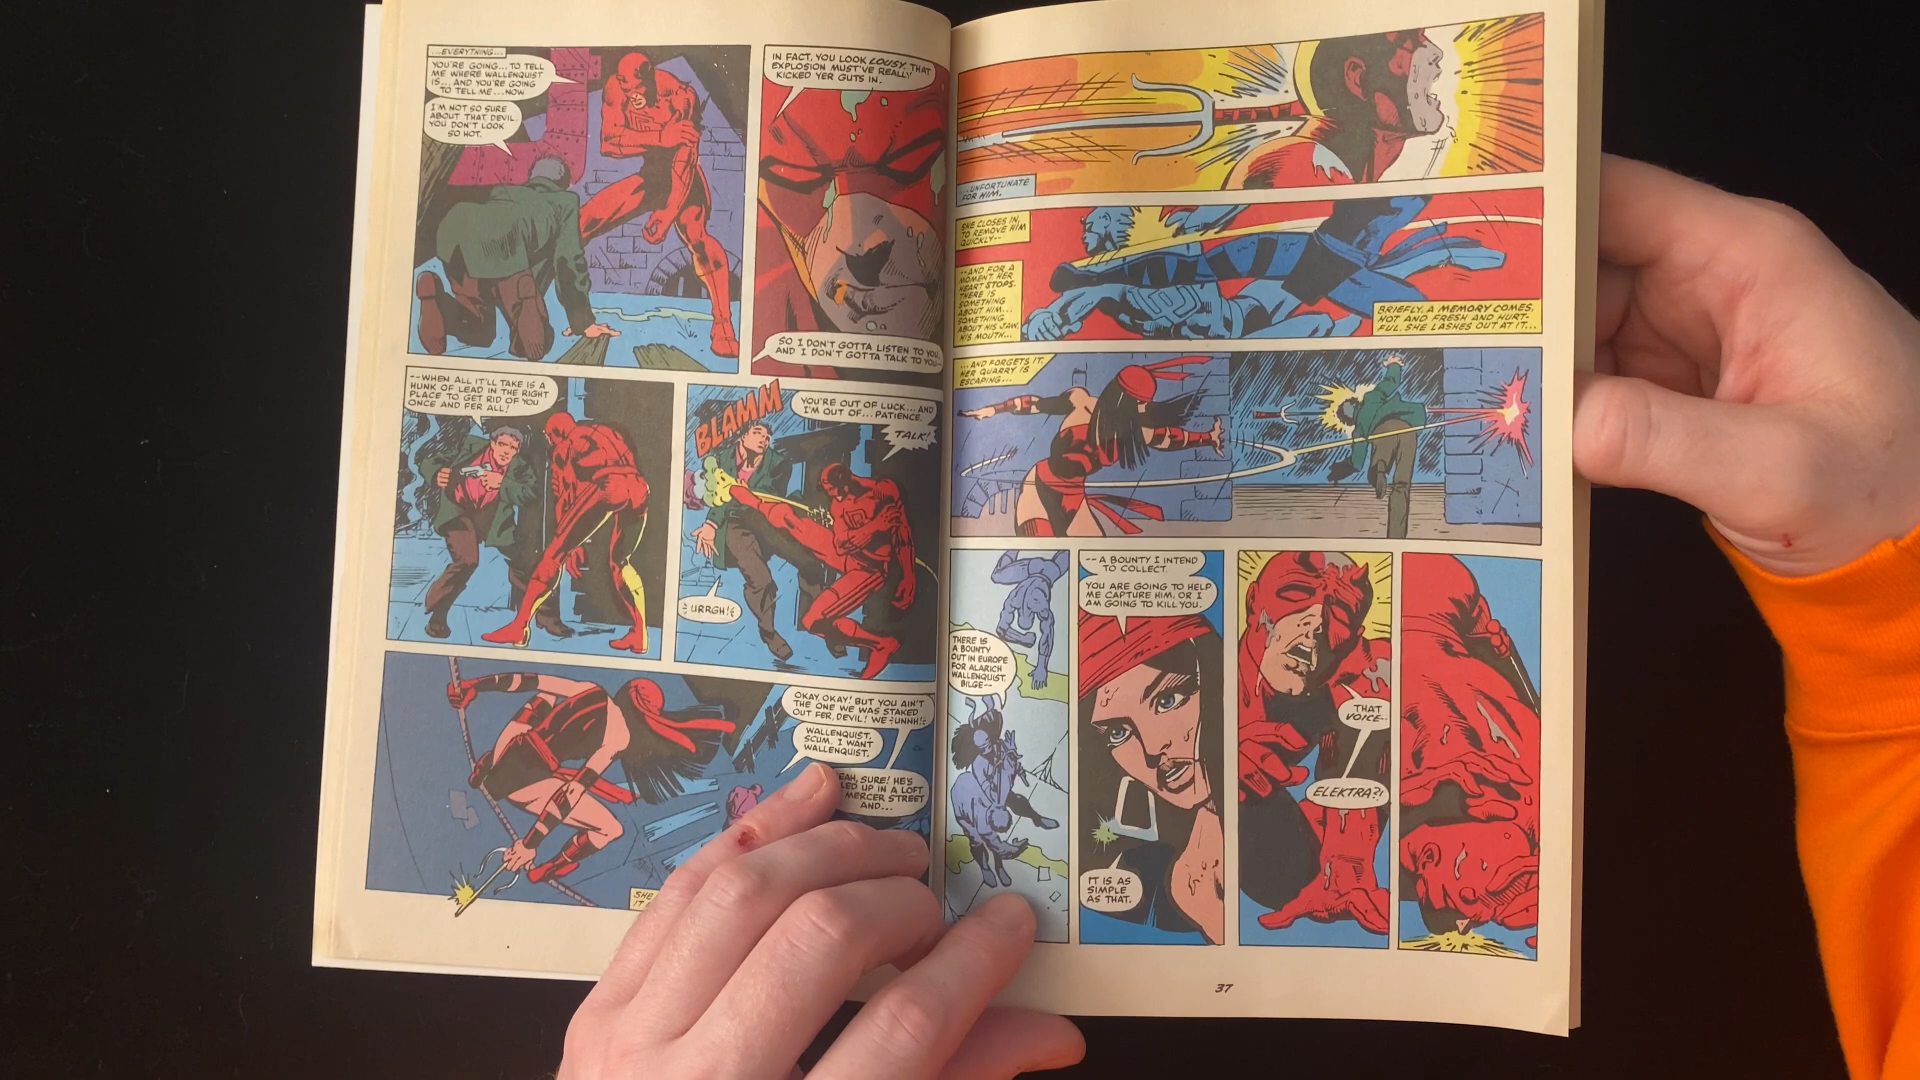 ...EVERYTHING...
YOU'RE GOING... TO TELL
ME WHERE WALLENQUIST
IS... AND YOU'RE GOING
TO TELL ME... NOW.
I'M NOT SO SURE
ABOUT THAT, DEVIL.
YOU DON'T LOOK
SO HOT.
IN FACT, YOU LOOK LOUSY. THAT
EXPLOSION MUST'VE REALLY
KICKED YER GUTS IN.
SO I DON'T GOTTA LISTEN TO YOU,
AND I DON'T GOTTA TALK TO YOU--
--WHEN ALL IT'LL TAKE IS A
HUNK OF LEAD IN THE RIGHT
PLACE TO GET RID OF YOU
ONCE AND FER ALL!
BLAMM
YOU'RE OUT OF LUCK... AND
I'M OUT OF... PATIENCE.
TALK!
URRGH!
OKAY, OKAY! BUT YOU AIN'T
THE ONE WE WAS STAKED
OUT FER, DEVIL! WE-UNHH!
WALLENQUIST,
SCUM. I WANT
WALLENQUIST.
SURE! HE'S
UP IN A LOFT
MERCER STREET
AND...
SHE
...UNFORTUNATE
FOR HIM.
SHE CLOSES IN,
TO REMOVE HIM
QUICKLY--
--AND FOR A
MOMENT, HER
HEART STOPS.
THERE IS
SOMETHING
ABOUT HIM...
SOMETHING
ABOUT HIS JAW,
HIS MOUTH...
BRIEFLY, A MEMORY COMES,
HOT AND FRESH AND HURT-
FUL. SHE LASHES OUT AT IT...
...AND FORGETS IT.
HER QUARRY IS
ESCAPING...
THERE IS
A BOUNTY
OUT IN EUROPE
FOR ALARICH
WALLENQUIST,
BILGE--
--A BOUNTY I INTEND
TO COLLECT.
YOU ARE GOING TO HELP
ME CAPTURE HIM, OR I
AM GOING TO KILL YOU.
IT IS AS
SIMPLE
AS THAT.
THAT
VOICE--
ELEKTRA?!
37